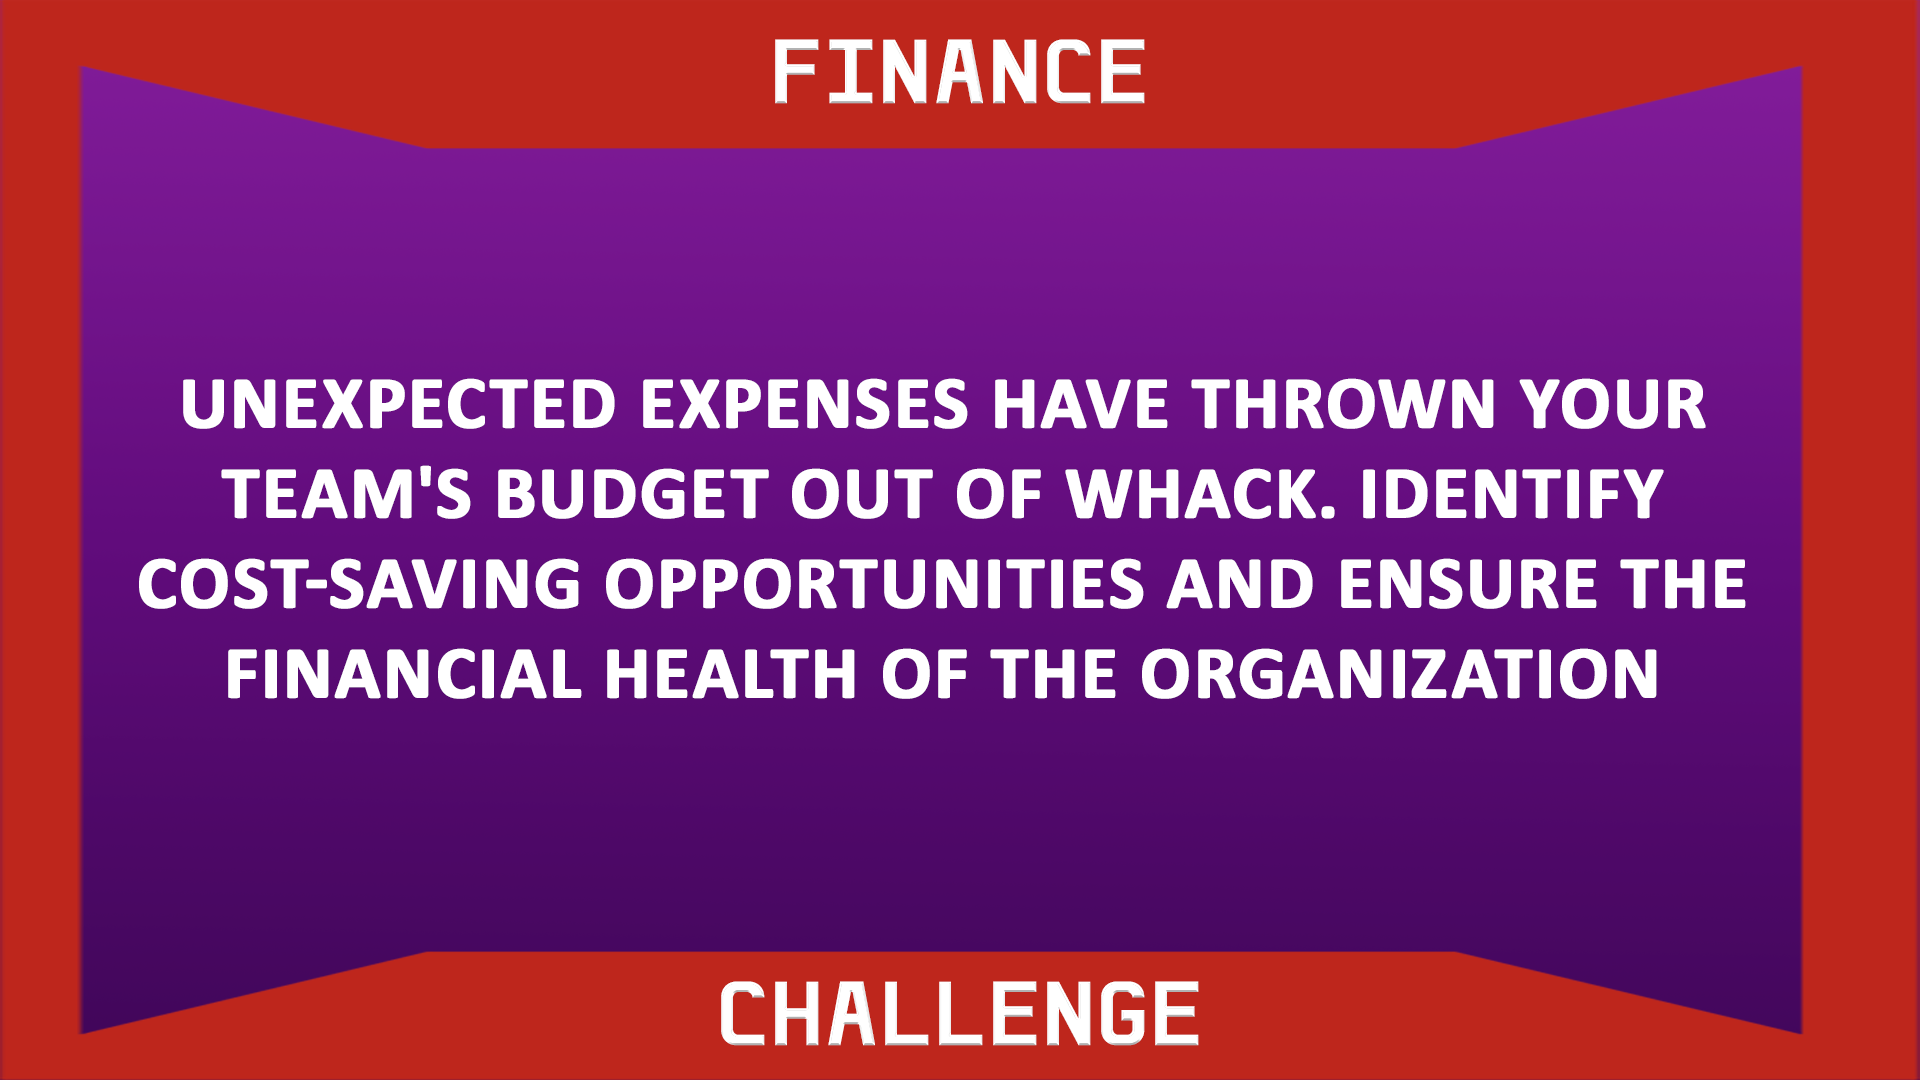 FINANCE
UNEXPECTED EXPENSES HAVE THROWN YOUR
TEAM'S BUDGET OUT OF WHACK. IDENTIFY
COST-SAVING OPPORTUNITIES AND ENSURE THE
FINANCIAL HEALTH OF THE ORGANIZATION
CHALLENGE